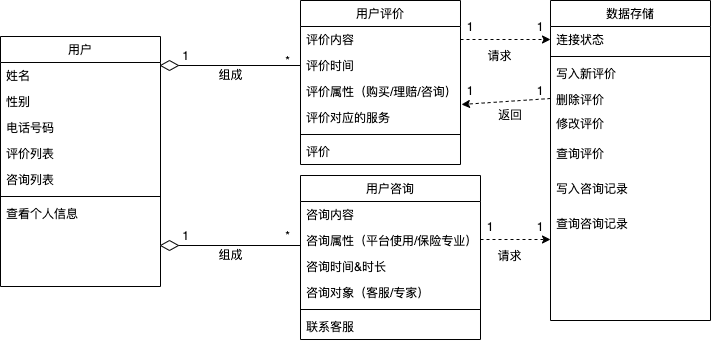 用户
姓名
性别
电话号码
评价列表
咨询列表
查看个人信息
1
*
组成
1
*
组成
用户评价
评价内容
评价时间
评价属性（购买/理赔/咨询）
评价对应的服务
评价
用户咨询
咨询内容
咨询属性（平台使用/保险专业）
咨询时间&时长
咨询对象（客服/专家）
联系客服
1
1
请求
1
1
返回
1
1
请求
数据存储
连接状态
写入新评价
删除评价
修改评价
查询评价
写入咨询记录
查询咨询记录